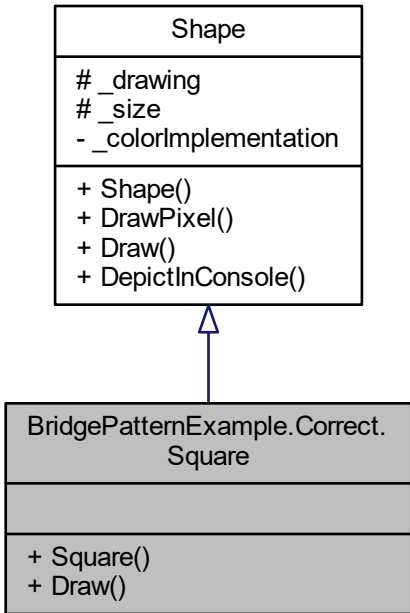 Shape
# _drawing
# _size
- _colorImplementation
+ Shape()
+ DrawPixel()
+ Draw()
+ DepictInConsole()
BridgePatternExample.Correct.
Square
+ Square()
+ Draw()